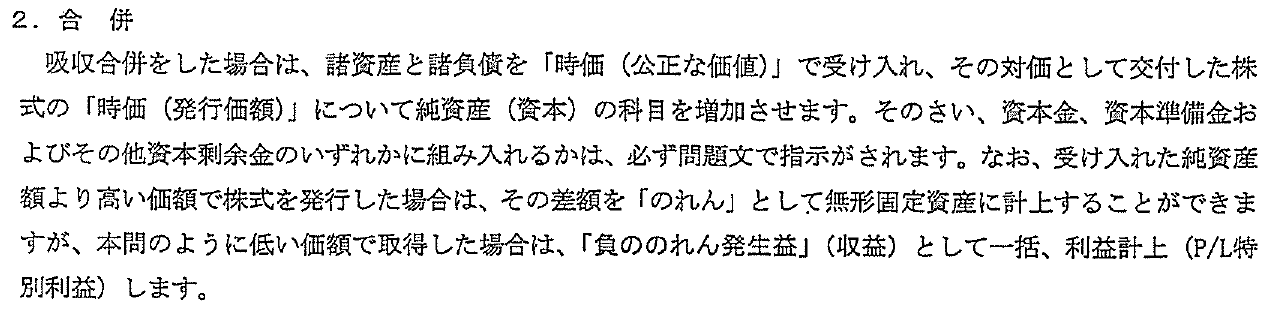 2．合　併
　吸収合併をした場合は、諸資産と諸負債を「時価（公正な価値）」で受け入れ、その対価として交付した株
式の「時価（発行価額）」について純資産（資本）の科目を増加させます。そのさい、資本金、資本準備金お
よびその他資本剰余金のいずれかに組み入れるかは、必ず問題文で指示がされます。なお、受け入れた純資産
額より高い価額で株式を発行した場合は、その差額を「のれん」として無形固定資産に計上することができま
すが、本問のように低い価額で取得した場合は、「負ののれん発生益」（収益）として一括、利益計上（P/L特
別利益）します。